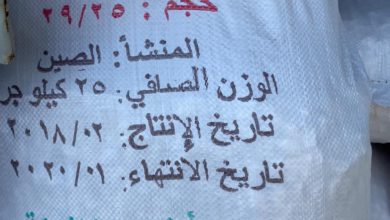 حجم: ٢٩/٢٥
المنشأ: الصين
الوزن الصافي: ٢٥ كيلو جر
تاريخ الإنتاج: ٢٠١٨/٠٢
تاريخ الانتهاء: ٢٠٢٠/٠١